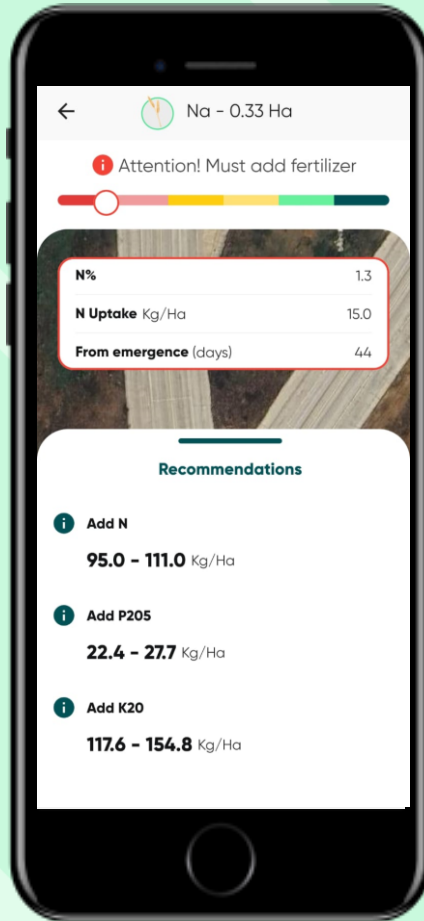 Na - 0.33 Ha
Attention! Must add fertilizer
N% 1.3
N Uptake Kg/Ha 15.0
From emergence (days) 44
Recommendations
Add N
95.0 - 111.0 Kg/Ha
Add P205
22.4 - 27.7 Kg/Ha
Add K20
117.6 - 154.8 Kg/Ha